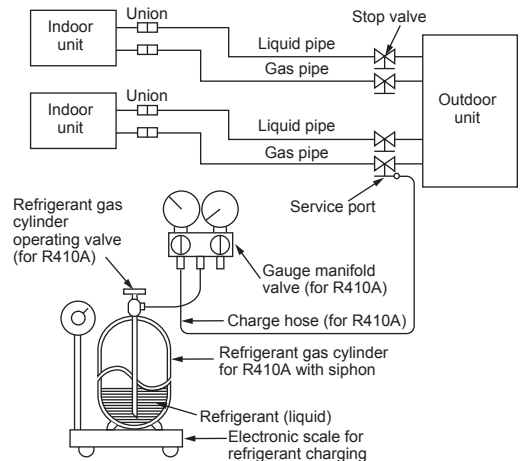 Stop valve
Indoor
unit
Union
Liquid pipe
Gas pipe
Outdoor
unit
Indoor
unit
Union
Liquid pipe
Gas pipe
Service port
Refrigerant gas
cylinder
operating valve
(for R410A)
Gauge manifold
valve (for R410A)
Charge hose (for R410A)
Refrigerant gas cylinder
for R410A with siphon
Refrigerant (liquid)
Electronic scale for
refrigerant charging